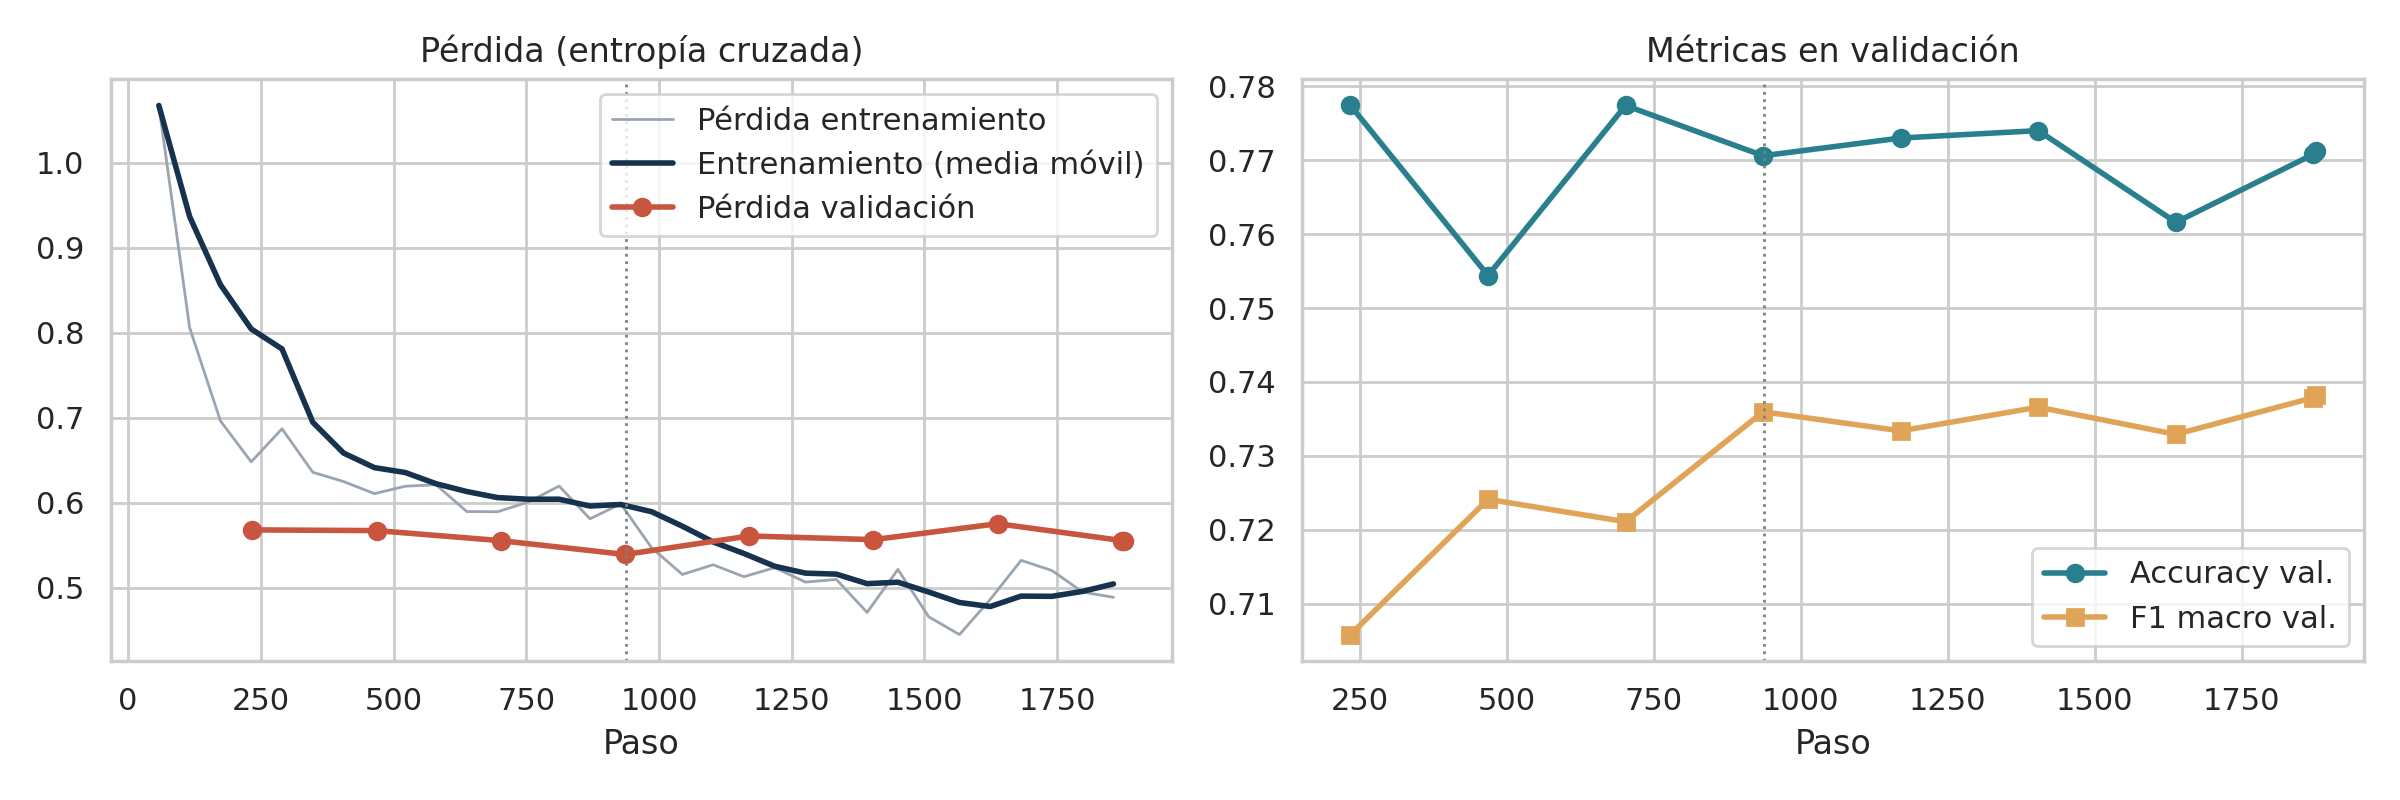 Pérdida (entropía cruzada)
1.0
0.9
0.8
0.7
0.6
0.5
Pérdida entrenamiento
Entrenamiento (media móvil)
Pérdida validación
0 250 500 750 1000 1250 1500 1750
Paso
Métricas en validación
0.78
0.77
0.76
0.75
0.74
0.73
0.72
0.71
Accuracy val.
F1 macro val.
250 500 750 1000 1250 1500 1750
Paso